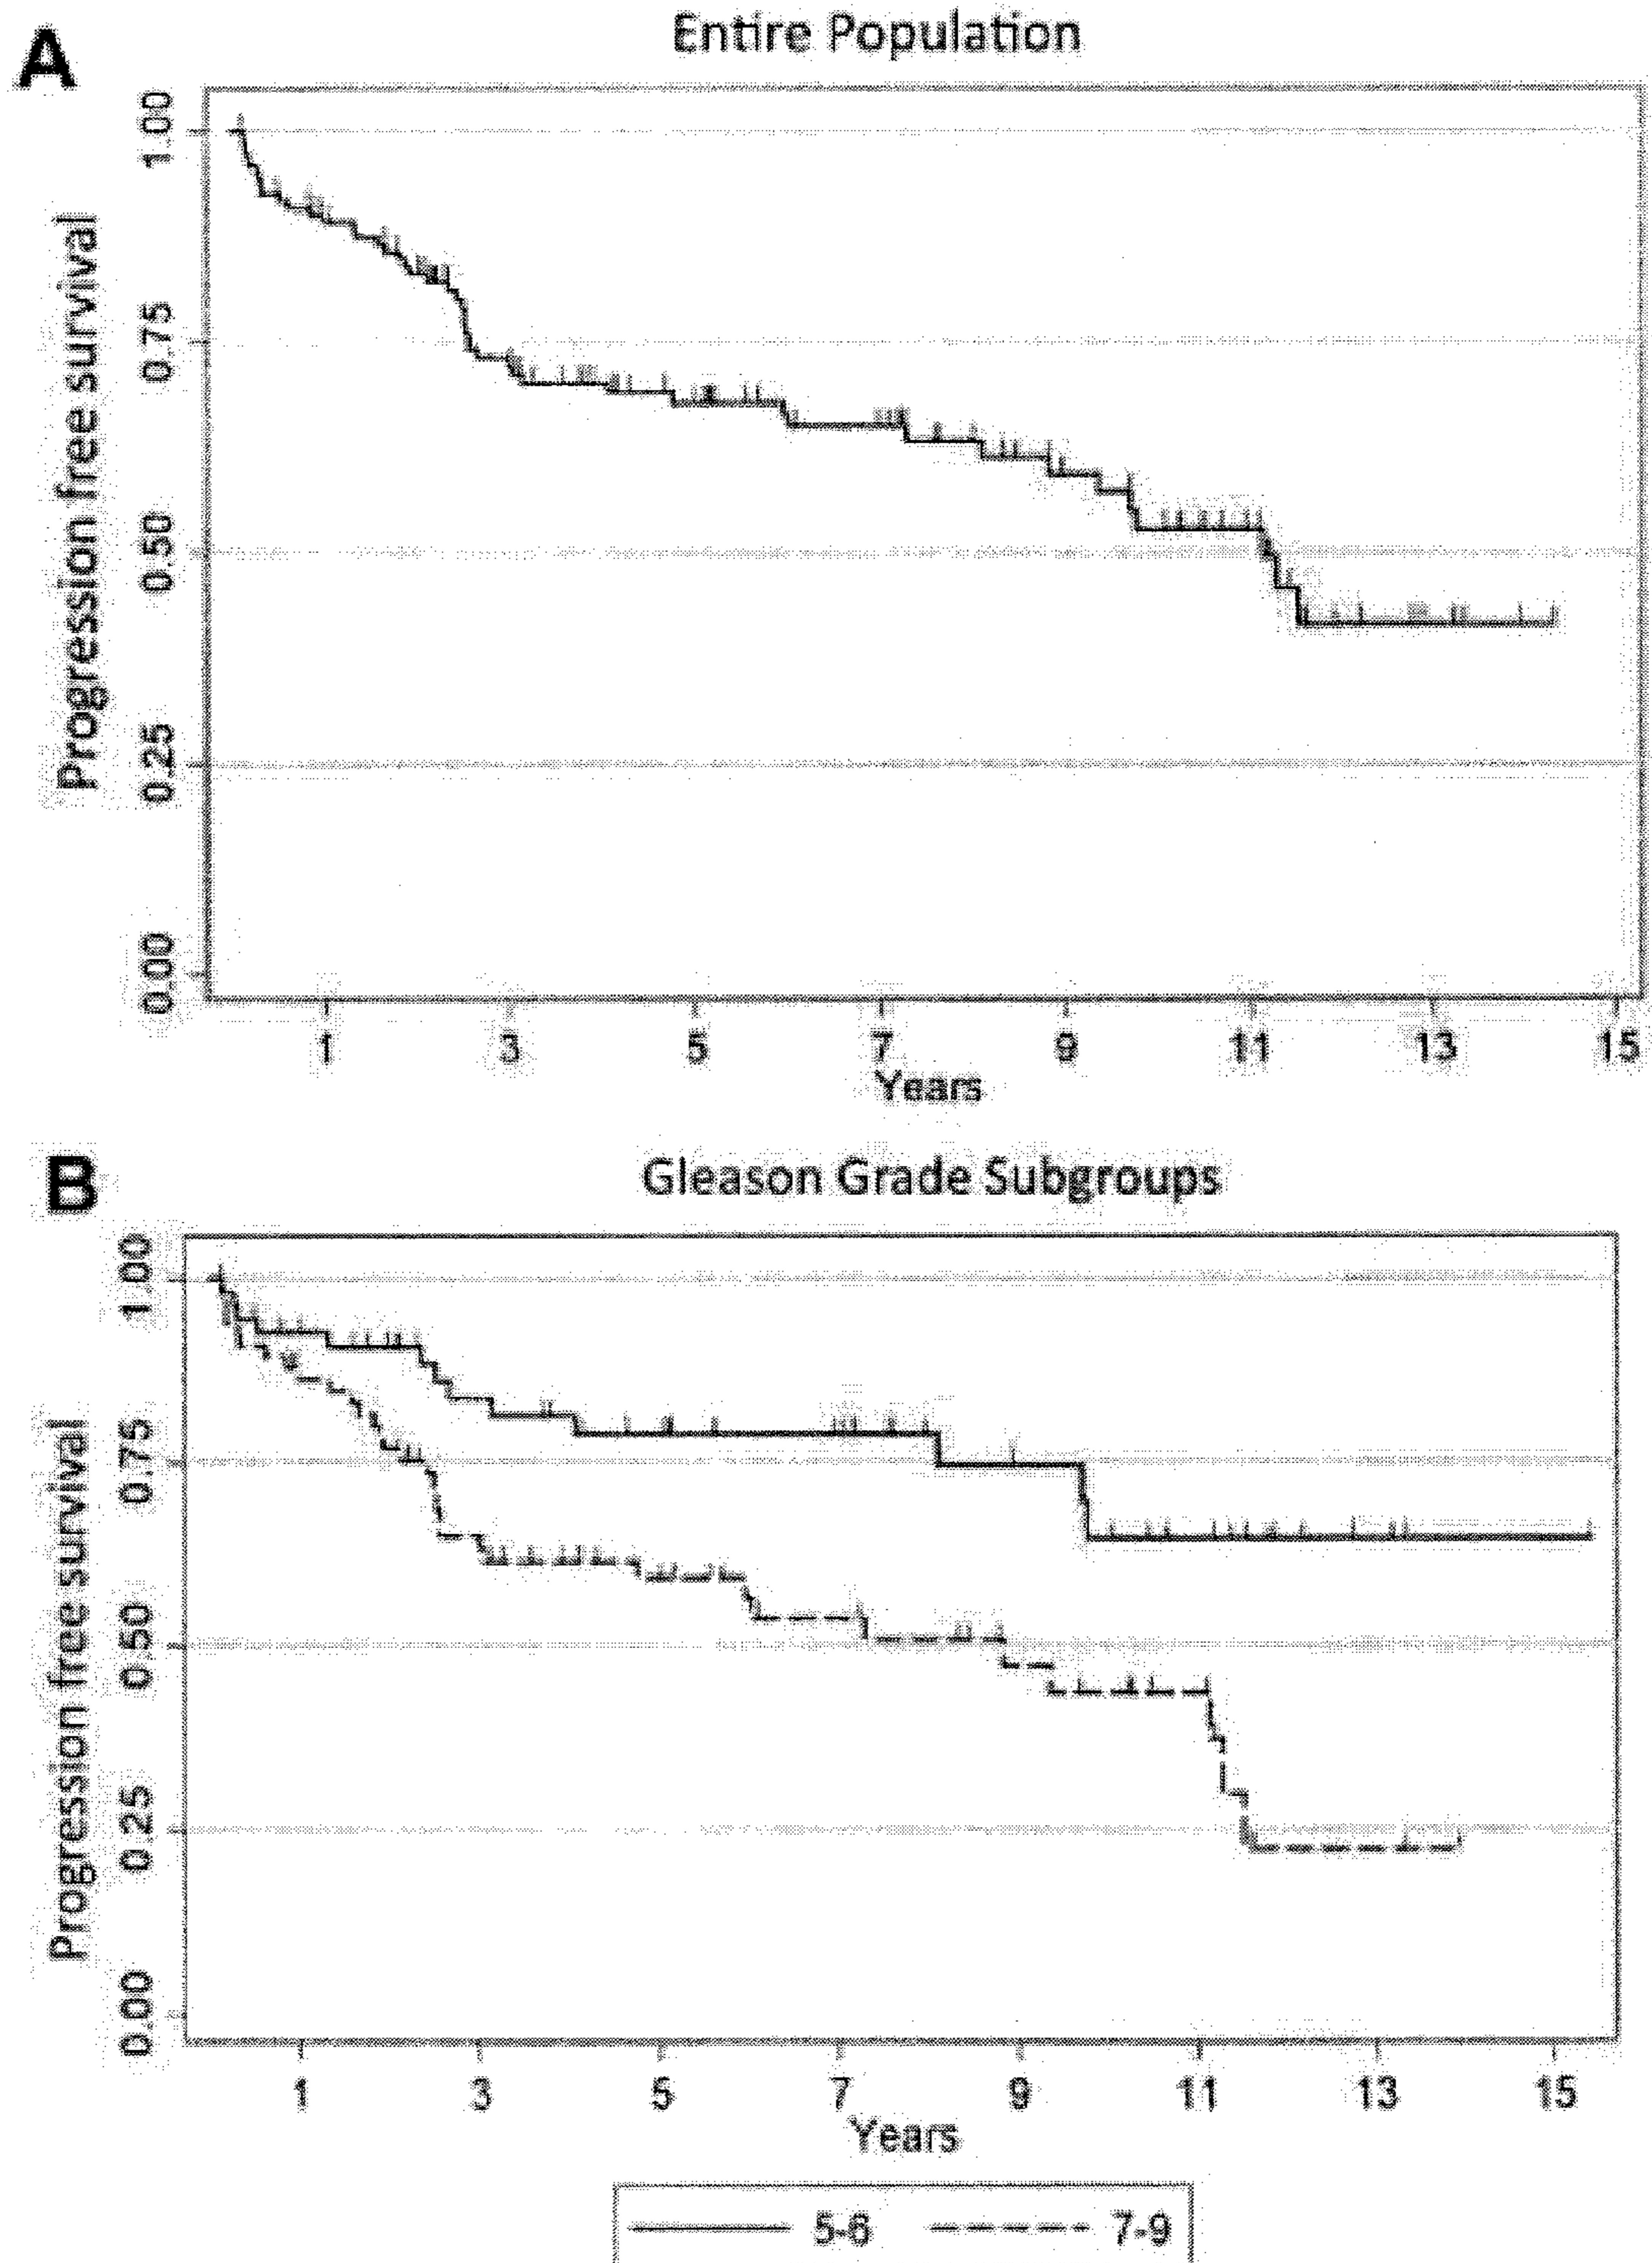 A
Entire Population
Progression free survival
1.00
0.75
0.50
0.25
0.00
1 3 5 7 9 11 13 15
Years
B
Gleason Grade Subgroups
Progression free survival
1.00
0.75
0.50
0.25
0.00
1 3 5 7 9 11 13 15
Years
5-6 7-9